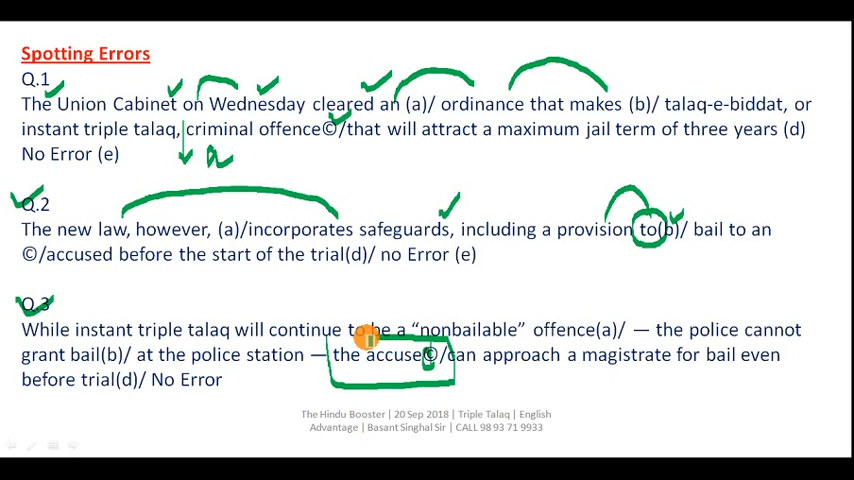 Spotting Errors
Q.1
The Union Cabinet on Wednesday cleared an (a)/ ordinance that makes (b)/ talaq-e-biddat, or
instant triple talaq, criminal offence©/that will attract a maximum jail term of three years (d)
No Error (e)
a
Q.2
The new law, however, (a)/incorporates safeguards, including a provision to(b)/ bail to an
©/accused before the start of the trial(d)/ no Error (e)
Q.3
While instant triple talaq will continue to be a “nonbailable” offence(a)/ — the police cannot
grant bail(b)/ at the police station — the accuse©/can approach a magistrate for bail even
before trial(d)/ No Error
The Hindu Booster | 20 Sep 2018 | Triple Talaq | English
Advantage | Basant Singhal Sir | CALL 98 93 71 9933